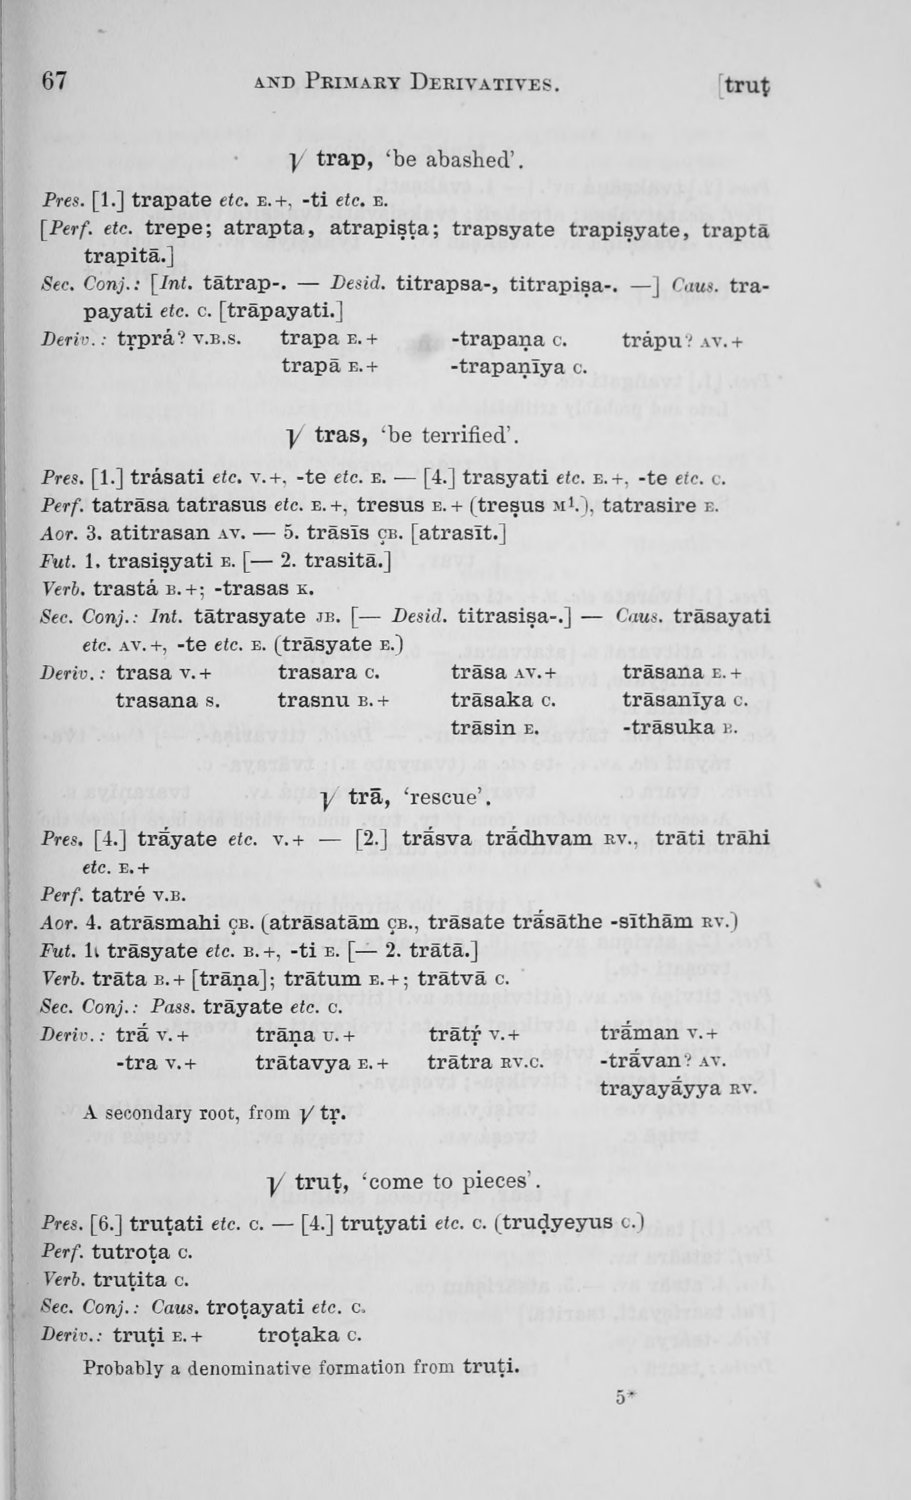 67 AND PRIMARY DERIVATIVES. [truṭ
√ trap, ‘be abashed’.
Pres. [1.] trapate etc. E.+, -ti etc. E.
[Perf. etc. trepe; atrapta, atrapiṣṭa; trapsyate trapiṣyate, traptā
trapitā.]
Sec. Conj.: [Int. tātrap-. — Desid. titrapsa-, titrapiṣa-. —] Caus. tra-
payati etc. C. [trāpayati.]
Deriv.: tṛprá? V.B.S. trapa E.+ -trapaṇa C. trápu? AV.+
trapā E.+ -trapaṇīya C.
√ tras, ‘be terrified’.
Pres. [1.] trásati etc. V.+, -te etc. E. — [4.] trasyati etc. E.+, -te etc. C.
Perf. tatrāsa tatrasus etc. E.+, tresus E.+ (treṣus M¹.), tatrasire E.
Aor. 3. atitrasan AV. — 5. trāsīs ÇB. [atrasīt.]
Fut. 1. trasiṣyati E. [— 2. trasitā.]
Verb. trastá B.+; -trasas K.
Sec. Conj.: Int. tātrasyate JB. [— Desid. titrasiṣa-.] — Caus. trāsayati
etc. AV.+, -te etc. E. (trāsyate E.)
Deriv.: trasa V.+ trasara C. trāsa AV.+ trāsana E.+
trasana S. trasnu B.+ trāsaka C. trāsanīya C.
trāsin E. -trāsuka B.
√ trā, ‘rescue’.
Pres. [4.] trā́yate etc. V.+ — [2.] trā́sva trā́dhvam RV., trāti trāhi
etc. E.+
Perf. tatré V.B.
Aor. 4. atrāsmahi ÇB. (atrāsatām ÇB., trāsate trā́sāthe -sīthām RV.)
Fut. 1. trāsyate etc. B.+, -ti E. [— 2. trātā.]
Verb. trāta B.+ [trāṇa]; trātum E.+; trātvā C.
Sec. Conj.: Pass. trāyate etc. C.
Deriv.: trā́ V.+ trāṇa U.+ trātṛ́ V.+ trā́man V.+
-tra V.+ trātavya E.+ trātra RV.C. -trā́van? AV.
trayayā́yya RV.
A secondary root, from √ tṛ.
√ truṭ, ‘come to pieces’.
Pres. [6.] truṭati etc. C. — [4.] truṭyati etc. C. (truḍyeyus C.)
Perf. tutroṭa C.
Verb. truṭita C.
Sec. Conj.: Caus. troṭayati etc. C.
Deriv.: truṭi E.+ troṭaka C.
Probably a denominative formation from truṭi.
5*